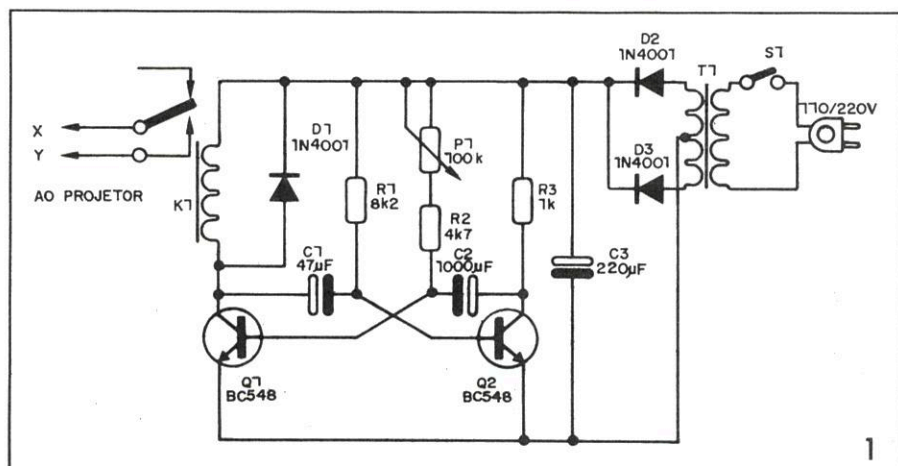 D2
1N4001
T1
S1
110/220V
X
Y
AO PROJETOR
K1
D1
1N4001
R1
8k2
P1
100k
R2
4k7
R3
1k
D3
1N4001
C1
47µF
C2
1000µF
C3
220µF
Q1
BC548
Q2
BC548
1